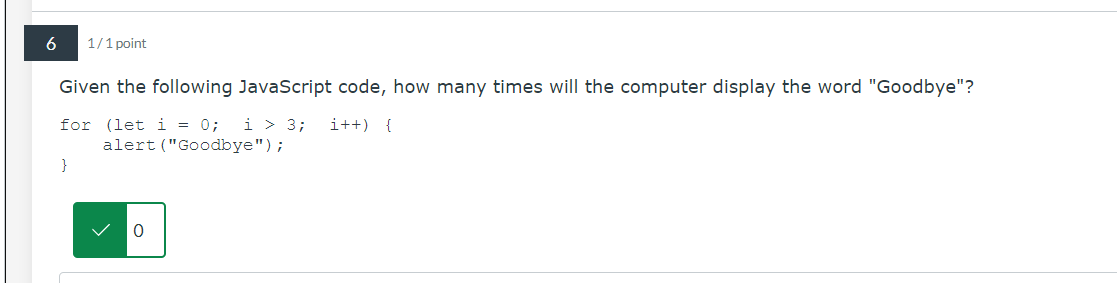 6
1 / 1 point
Given the following JavaScript code, how many times will the computer display the word "Goodbye"?
for (let i = 0;  i > 3;  i++) {
    alert("Goodbye");
}
0